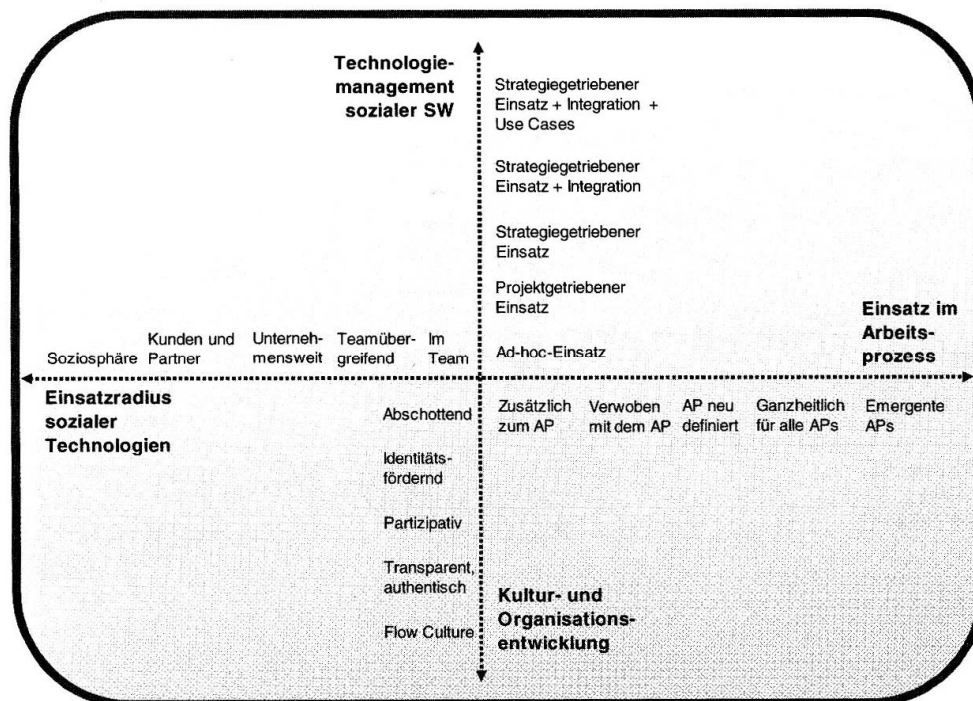 Technologie-
management
sozialer SW
Strategiegetriebener
Einsatz + Integration +
Use Cases
Strategiegetriebener
Einsatz + Integration
Strategiegetriebener
Einsatz
Projektgetriebener
Einsatz
Ad-hoc-Einsatz
Einsatz im
Arbeits-
prozess
Soziosphäre
Kunden und
Partner
Unterneh-
mensweit
Teamüber-
greifend
Im
Team
Einsatzradius
sozialer
Technologien
Abschottend
Identitäts-
fördernd
Partizipativ
Transparent,
authentisch
Flow Culture
Zusätzlich
zum AP
Verwoben
mit dem AP
AP neu
definiert
Ganzheitlich
für alle APs
Emergente
APs
Kultur- und
Organisations-
entwicklung